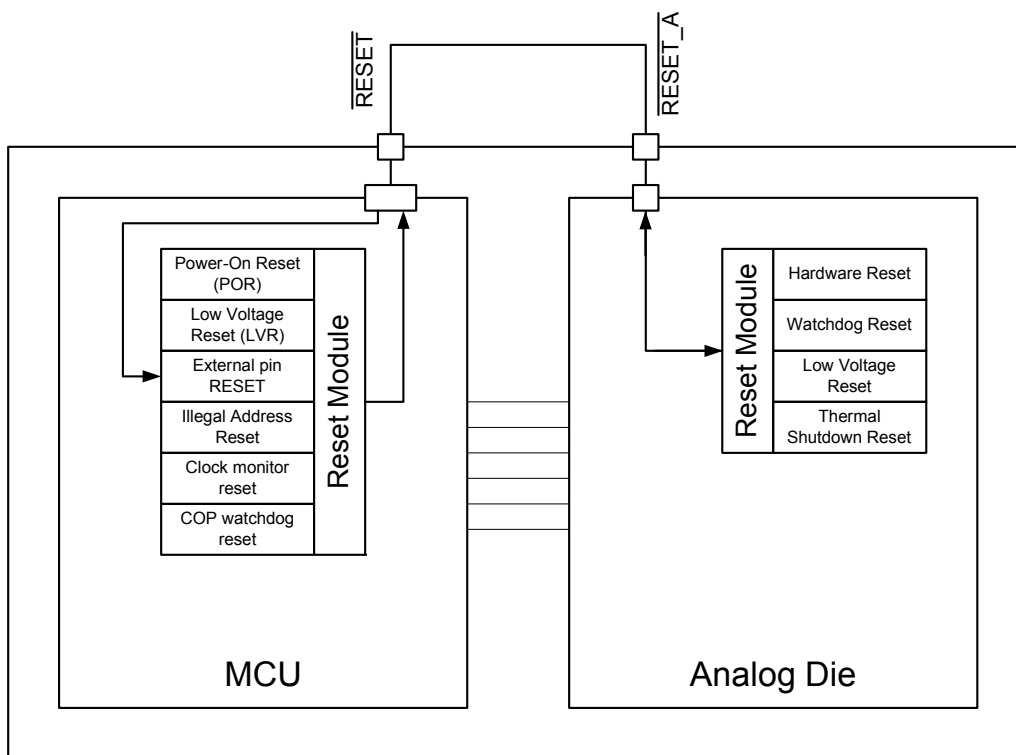 RESET
RESET_A
Power-On Reset
(POR)
Low Voltage
Reset (LVR)
External pin
RESET
Illegal Address
Reset
Clock monitor
reset
COP watchdog
reset
Reset Module
Reset Module
Hardware Reset
Watchdog Reset
Low Voltage
Reset
Thermal
Shutdown Reset
MCU
Analog Die